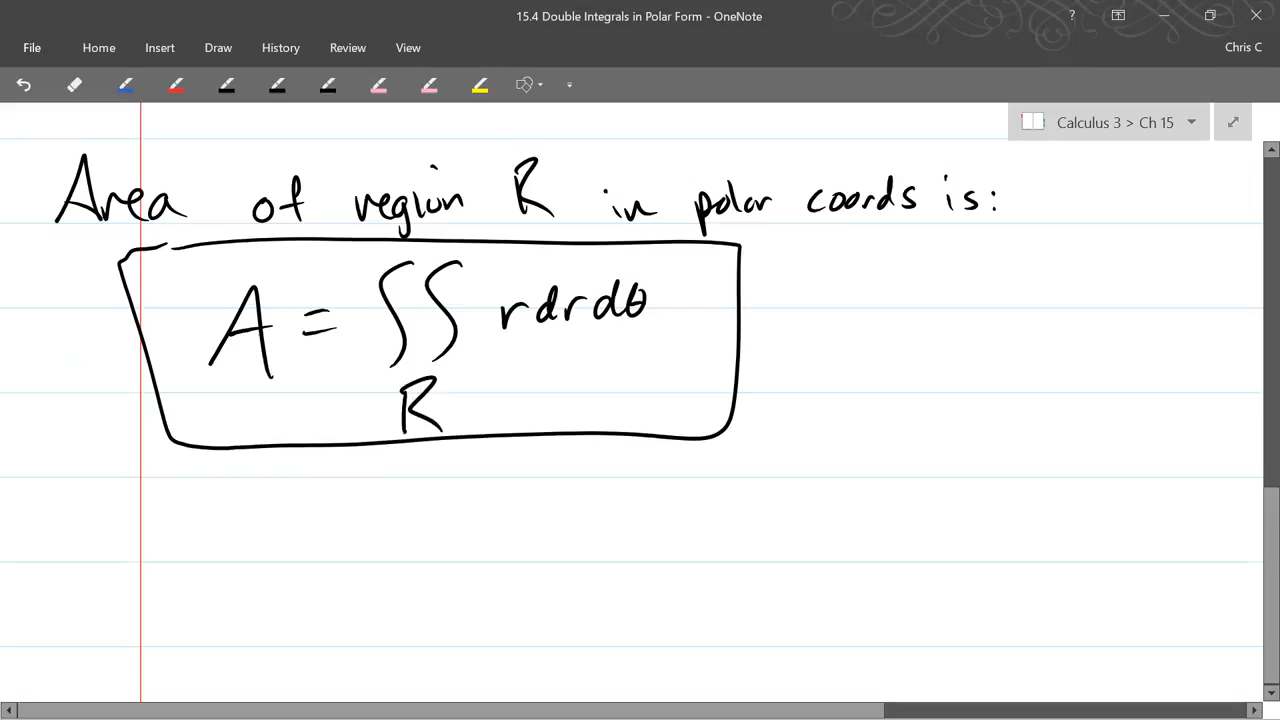 15.4 Double Integrals in Polar Form - OneNote
?
File Home Insert Draw History Review View Chris C
Calculus 3 > Ch 15
Area of region R in polar coords is:
A = ∬ r dr dθ
R